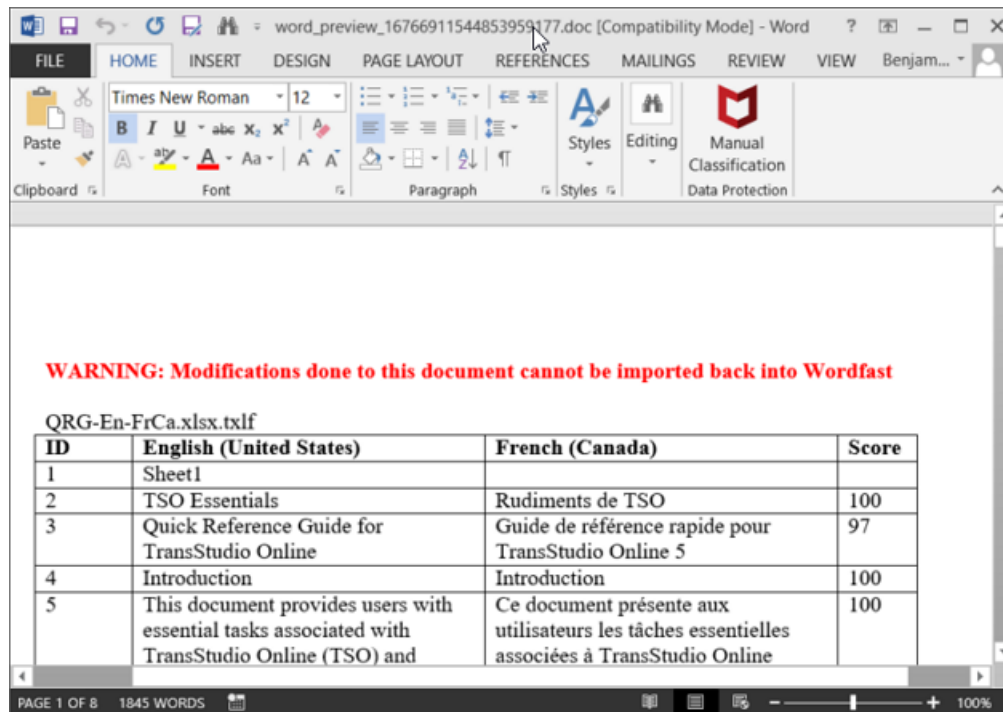 word_preview_16766911544853959177.doc [Compatibility Mode] - Word
FILE HOME INSERT DESIGN PAGE LAYOUT REFERENCES MAILINGS REVIEW VIEW Benjam...
Times New Roman 12
Paste
B I U abc X₂ X²
A ab A Aa A A
Styles
Editing
Manual
Classification
Clipboard Font Paragraph Styles Data Protection
WARNING: Modifications done to this document cannot be imported back into Wordfast
QRG-En-FrCa.xlsx.txlf
ID English (United States) French (Canada) Score
1 Sheet1
2 TSO Essentials Rudiments de TSO 100
3 Quick Reference Guide for Guide de référence rapide pour 97
TransStudio Online TransStudio Online 5
4 Introduction Introduction 100
5 This document provides users with Ce document présente aux 100
essential tasks associated with utilisateurs les tâches essentielles
TransStudio Online (TSO) and associées à TransStudio Online
PAGE 1 OF 8 1845 WORDS 100%